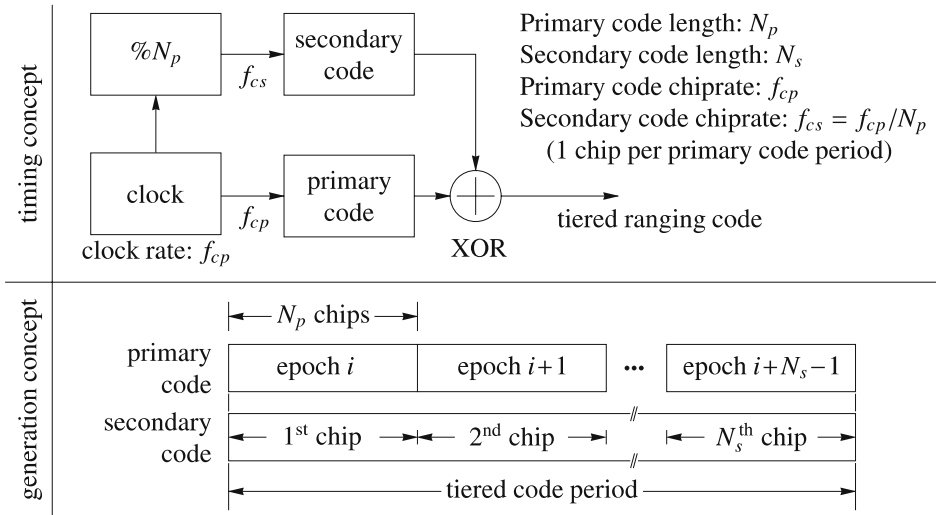 timing concept
%N_p
f_cs
secondary
code
clock
f_cp
primary
code
clock rate: f_cp
XOR
tiered ranging code
Primary code length: N_p
Secondary code length: N_s
Primary code chiprate: f_cp
Secondary code chiprate: f_cs = f_cp/N_p
(1 chip per primary code period)
generation concept
N_p chips
primary
code
epoch i
epoch i+1
···
epoch i+N_s−1
secondary
code
1st chip
2nd chip
N_s^th chip
tiered code period